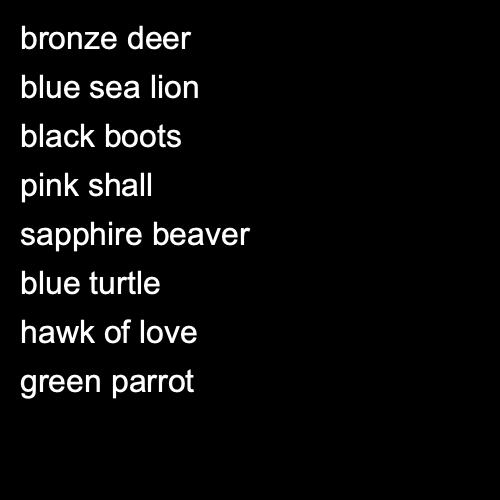 bronze deer
blue sea lion
black boots
pink shall
sapphire beaver
blue turtle
hawk of love
green parrot